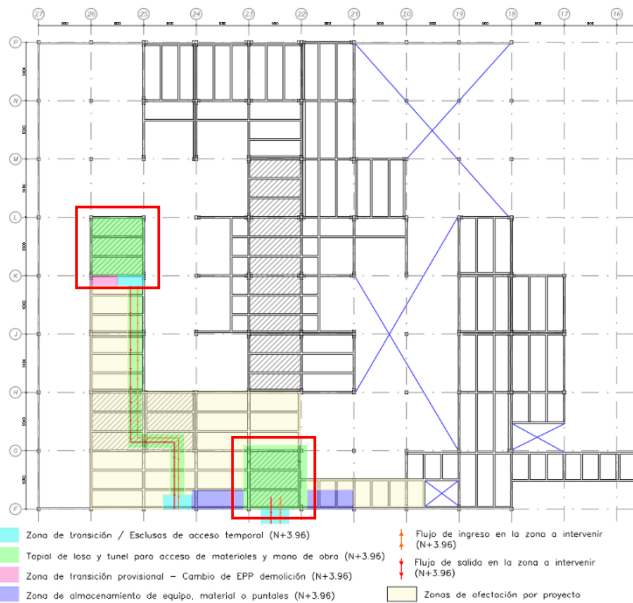 27 26 25 24 23 22 21 20 19 18 17 16
P
N
M
L
K
J
H
G
F
Zona de transición / Esclusas de acceso temporal (N+3.96)
Tapial de losa y tunel para acceso de materiales y mano de obra (N+3.96)
Zona de transición provisional – Cambio de EPP demolición (N+3.96)
Zona de almacenamiento de equipo, material o puntales (N+3.96)
Flujo de ingreso en la zona a intervenir
(N+3.96)
Flujo de salida en la zona a intervenir
(N+3.96)
Zonas de afectación por proyecto